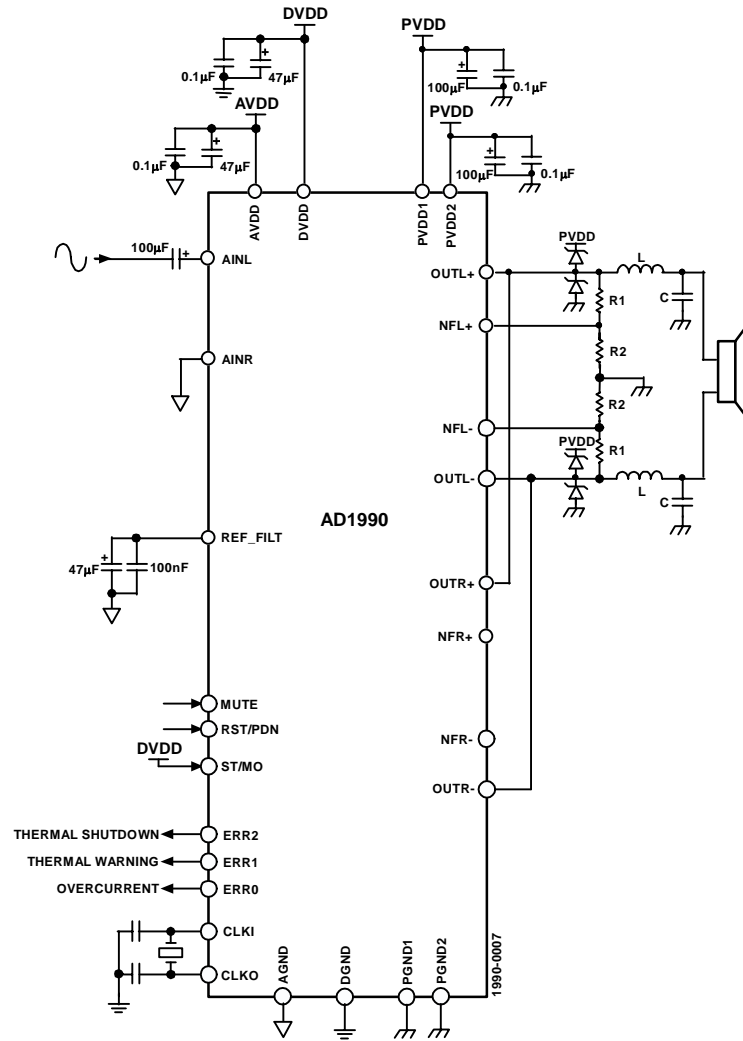 DVDD
0.1µF
47µF
PVDD
100µF
0.1µF
AVDD
0.1µF
47µF
PVDD
100µF
0.1µF
AVDD
DVDD
PVDD1
PVDD2
100µF
AINL
AINR
REF_FILT
47µF
100nF
MUTE
RST/PDN
DVDD
ST/MO
THERMAL SHUTDOWN
ERR2
THERMAL WARNING
ERR1
OVERCURRENT
ERR0
CLKI
CLKO
AD1990
AGND
DGND
PGND1
PGND2
OUTL+
NFL+
NFL-
OUTL-
OUTR+
NFR+
NFR-
OUTR-
PVDD
L
C
R1
R2
R2
PVDD
R1
L
C
1990-0007